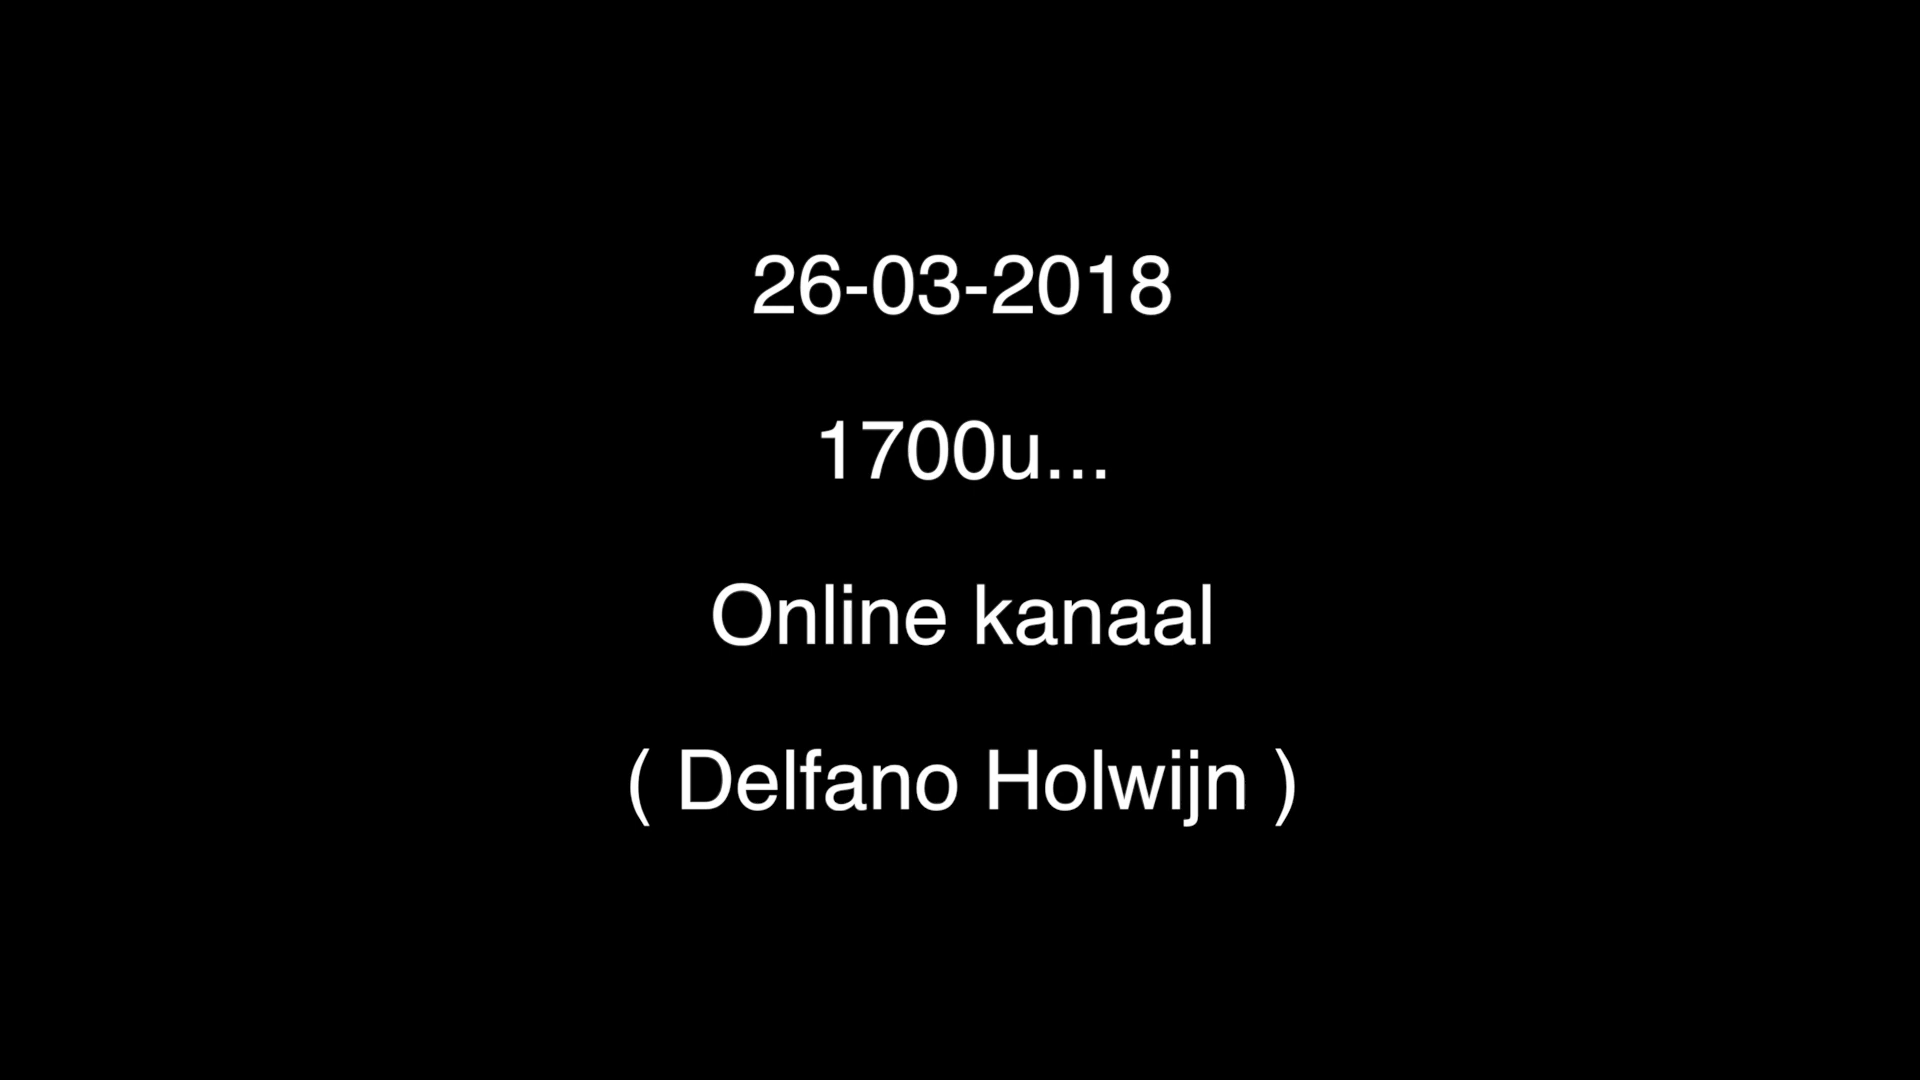 26-03-2018
1700u...
Online kanaal
( Delfano Holwijn )